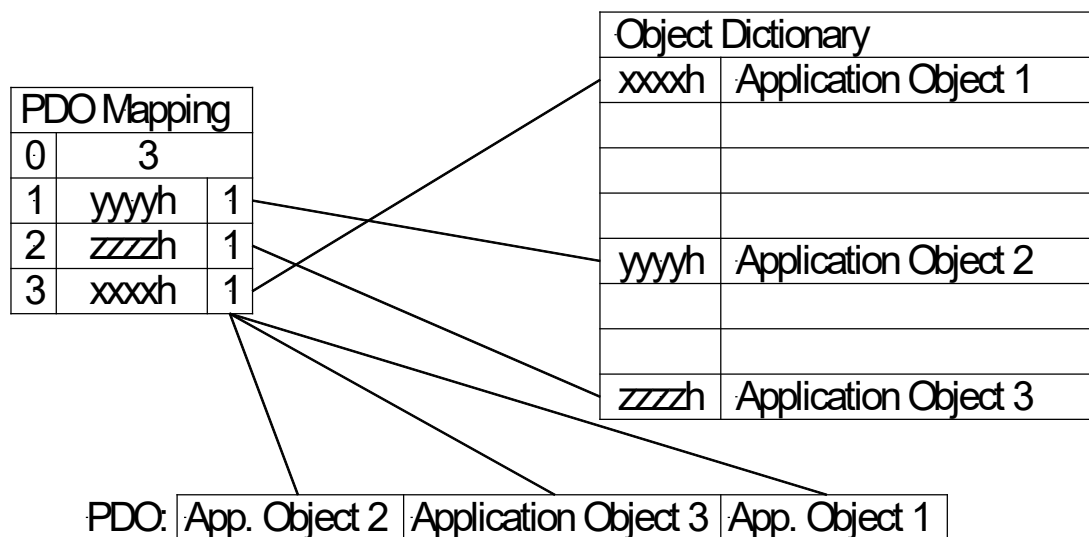 Object Dictionary
xxxxh Application Object 1
PDO Mapping
0 3
1 yyyyh 1
2 zzzzh 1
3 xxxxh 1
yyyyh Application Object 2
zzzzh Application Object 3
PDO: App. Object 2 Application Object 3 App. Object 1